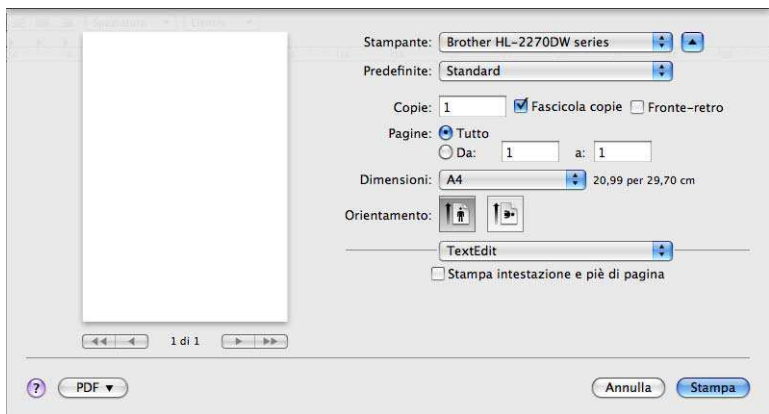 Spaziatura Elenchi
Stampante: Brother HL-2270DW series
Predefinite: Standard
Copie: 1 Fascicola copie Fronte-retro
Pagine: Tutto
Da: 1 a: 1
Dimensioni: A4 20,99 per 29,70 cm
Orientamento:
TextEdit
Stampa intestazione e piè di pagina
1 di 1
? PDF Annulla Stampa